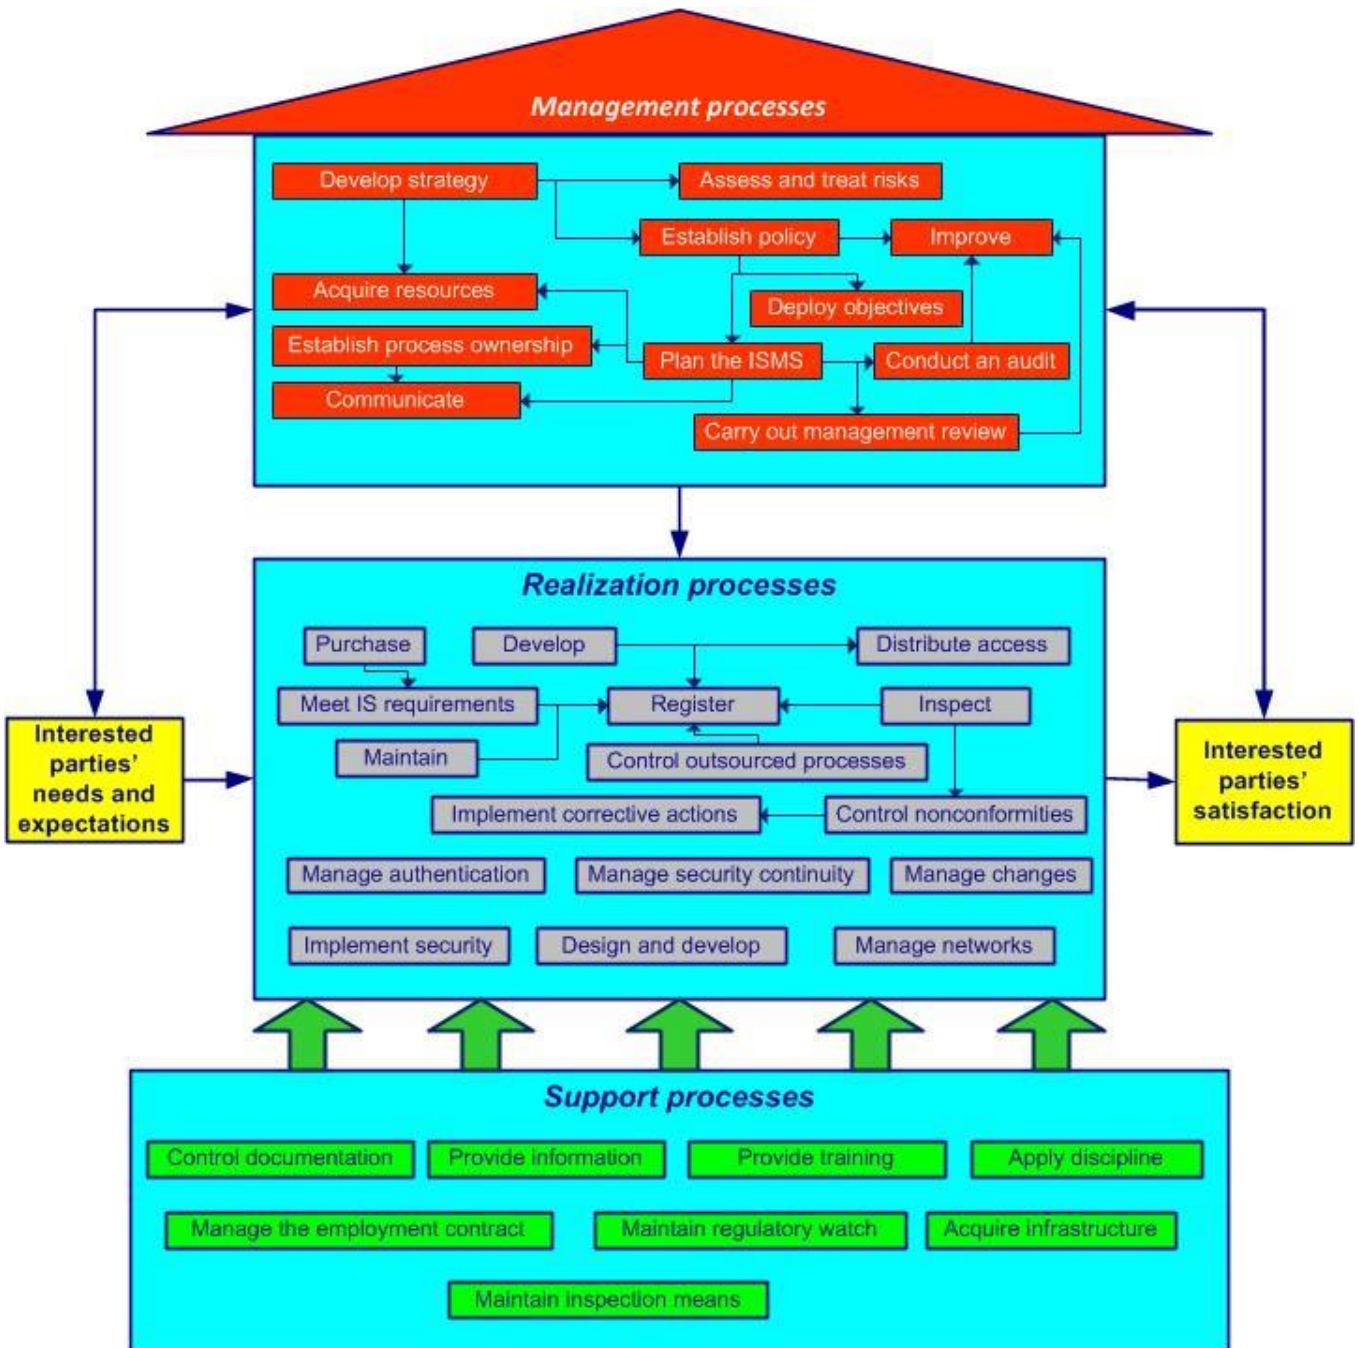 Management processes
Develop strategy
Assess and treat risks
Establish policy
Improve
Acquire resources
Deploy objectives
Establish process ownership
Plan the ISMS
Conduct an audit
Communicate
Carry out management review
Realization processes
Purchase
Develop
Distribute access
Meet IS requirements
Register
Inspect
Maintain
Control outsourced processes
Implement corrective actions
Control nonconformities
Manage authentication
Manage security continuity
Manage changes
Implement security
Design and develop
Manage networks
Interested
parties’
needs and
expectations
Interested
parties’
satisfaction
Support processes
Control documentation
Provide information
Provide training
Apply discipline
Manage the employment contract
Maintain regulatory watch
Acquire infrastructure
Maintain inspection means